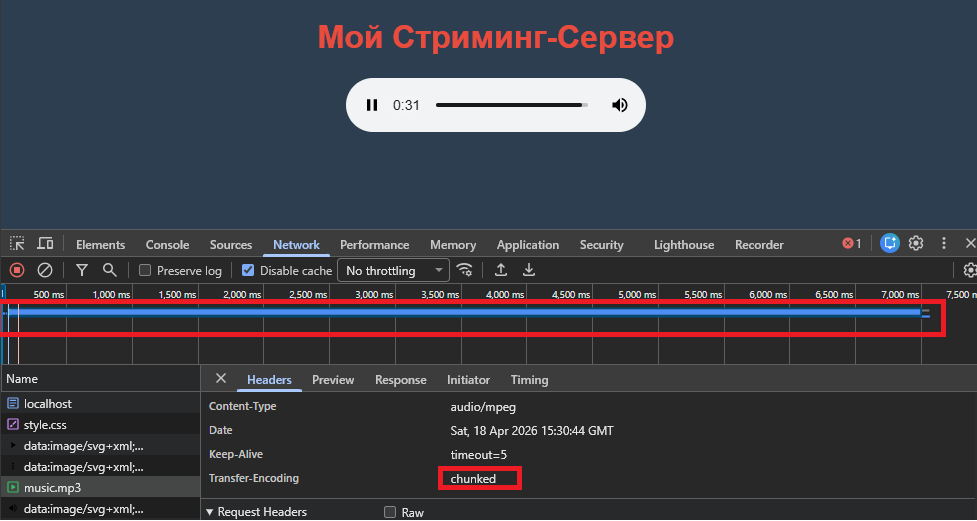 Мой Стриминг-Сервер
0:31
Elements Console Sources Network Performance Memory Application Security Lighthouse Recorder 1
Preserve log Disable cache No throttling
500 ms 1,000 ms 1,500 ms 2,000 ms 2,500 ms 3,000 ms 3,500 ms 4,000 ms 4,500 ms 5,000 ms 5,500 ms 6,000 ms 6,500 ms 7,000 ms 7,500 m
Name
Headers Preview Response Initiator Timing
localhost
style.css
data:image/svg+xml;...
data:image/svg+xml;...
music.mp3
data:image/svg+xml;...
Content-Type audio/mpeg
Date Sat, 18 Apr 2026 15:30:44 GMT
Keep-Alive timeout=5
Transfer-Encoding chunked
Request Headers Raw